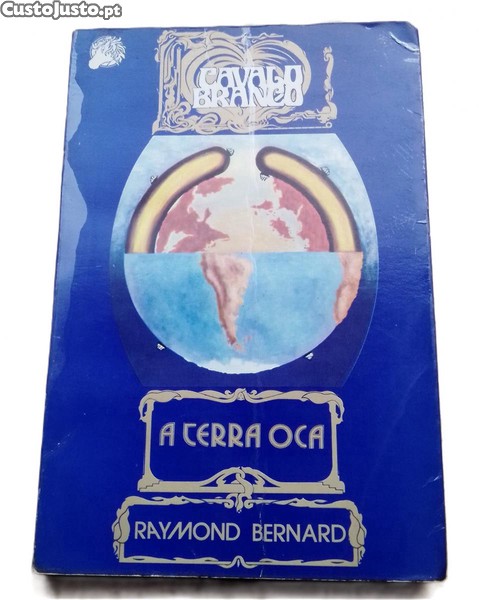 CustoJusto.pt
CAVALO
BRANCO
A TERRA OCA
RAYMOND BERNARD